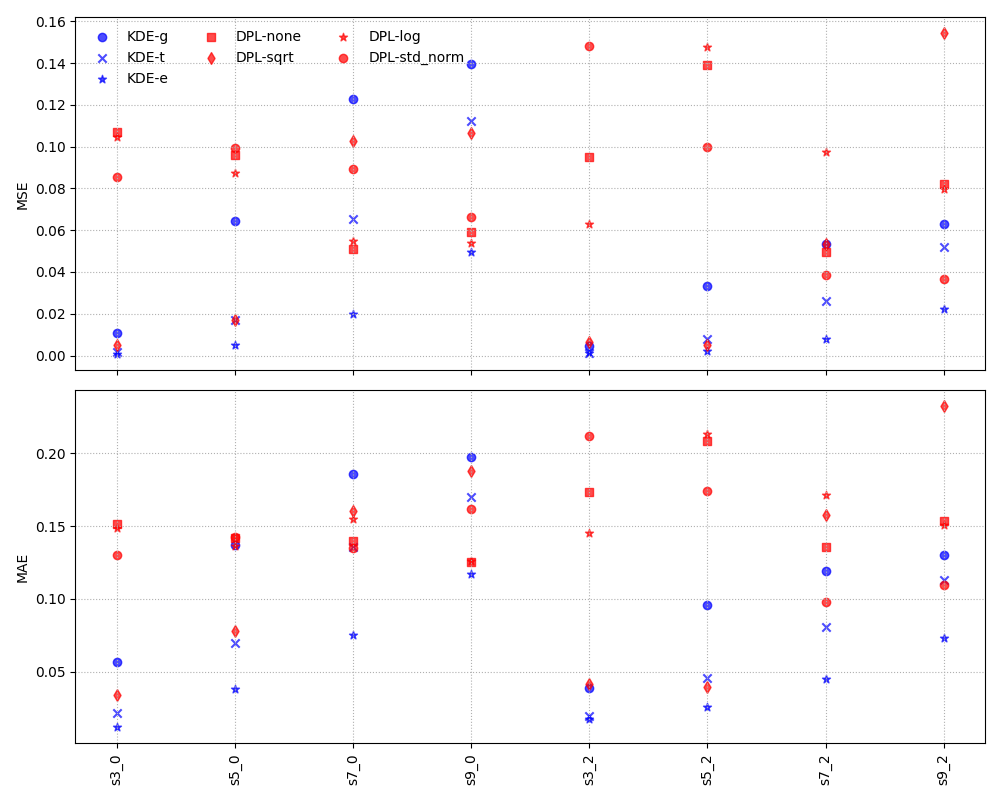 0.16
0.14
0.12
0.10
0.08
0.06
0.04
0.02
0.00
MSE
KDE-g
KDE-t
KDE-e
DPL-none
DPL-sqrt
DPL-log
DPL-std_norm
0.20
0.15
0.10
0.05
MAE
s3_0
s5_0
s7_0
s9_0
s3_2
s5_2
s7_2
s9_2